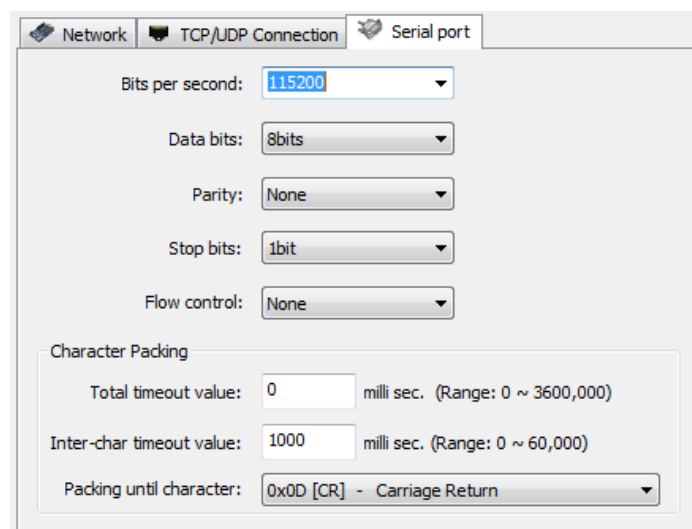 Network TCP/UDP Connection Serial port
Bits per second: 115200
Data bits: 8bits
Parity: None
Stop bits: 1bit
Flow control: None
Character Packing
Total timeout value: 0 milli sec. (Range: 0 ~ 3600,000)
Inter-char timeout value: 1000 milli sec. (Range: 0 ~ 60,000)
Packing until character: 0x0D [CR] - Carriage Return